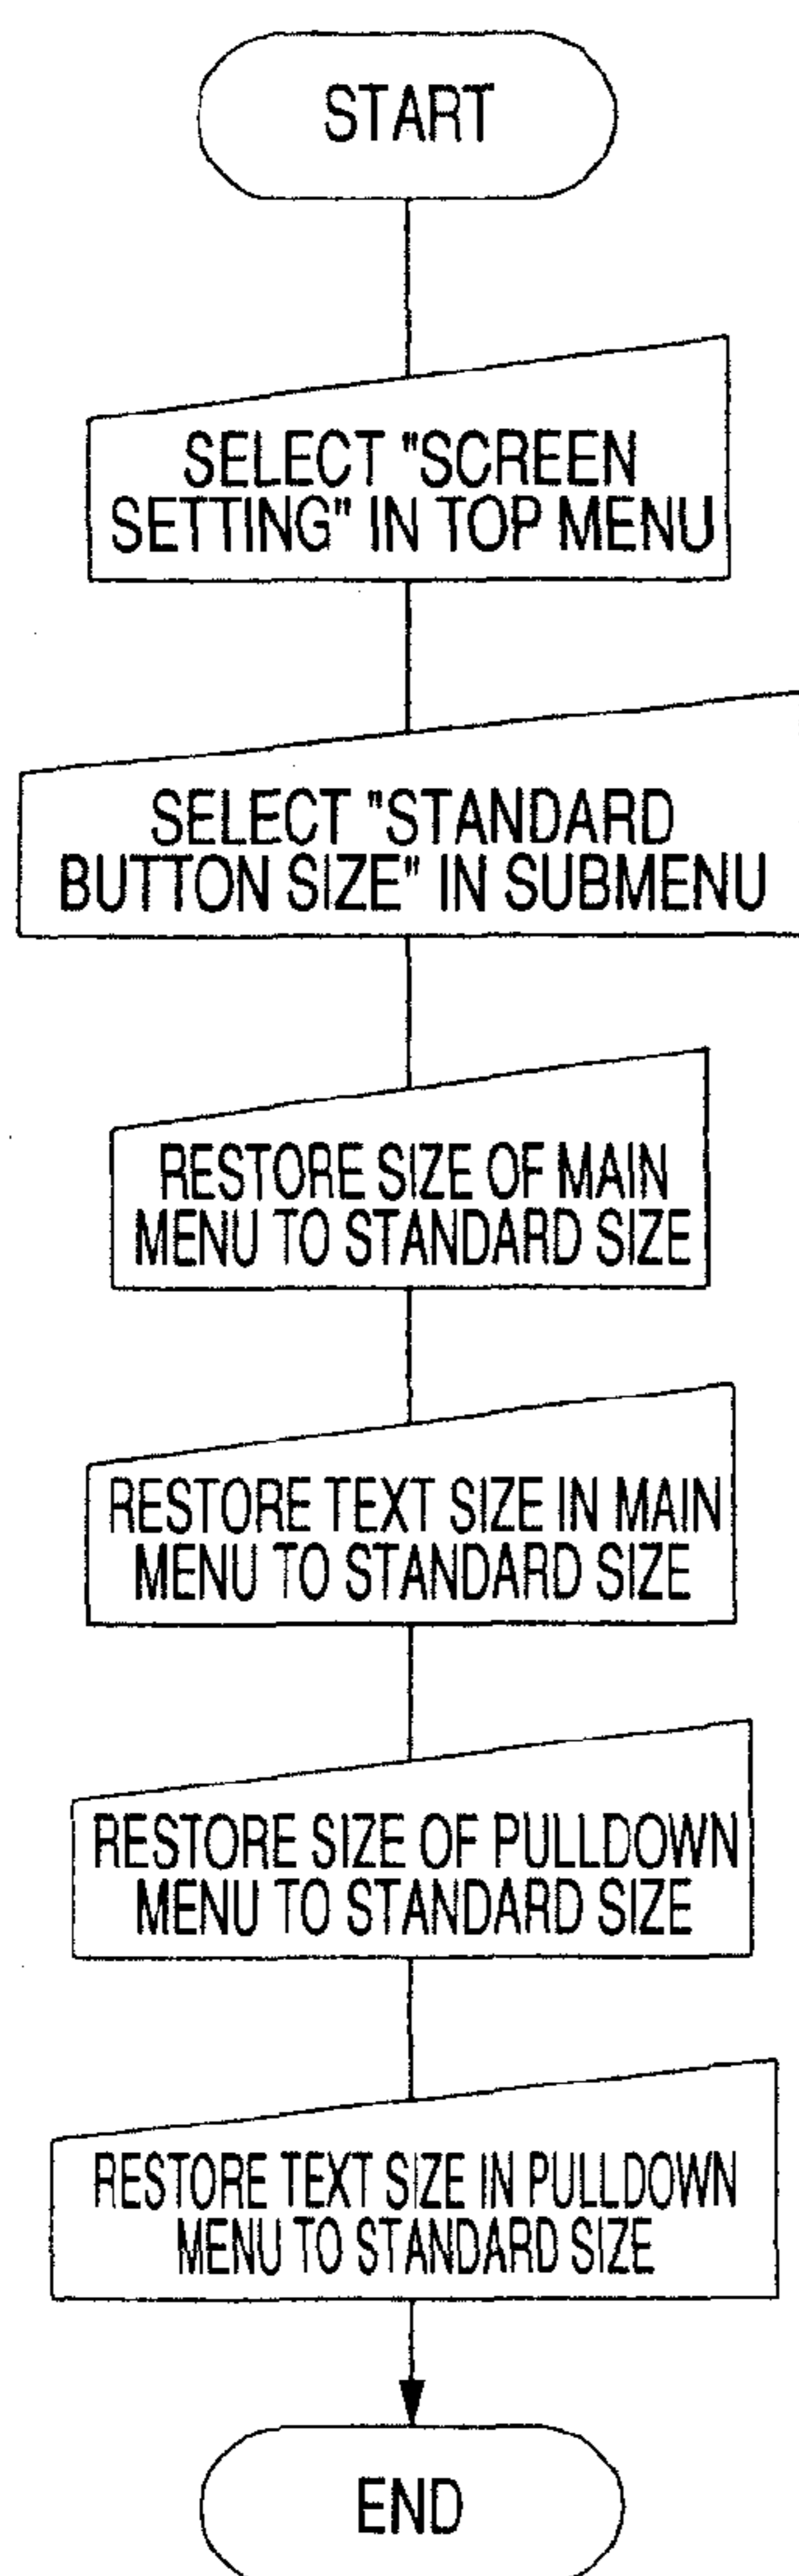 START
SELECT "SCREEN
SETTING" IN TOP MENU
SELECT "STANDARD
BUTTON SIZE" IN SUBMENU
RESTORE SIZE OF MAIN
MENU TO STANDARD SIZE
RESTORE TEXT SIZE IN MAIN
MENU TO STANDARD SIZE
RESTORE SIZE OF PULLDOWN
MENU TO STANDARD SIZE
RESTORE TEXT SIZE IN PULLDOWN
MENU TO STANDARD SIZE
END